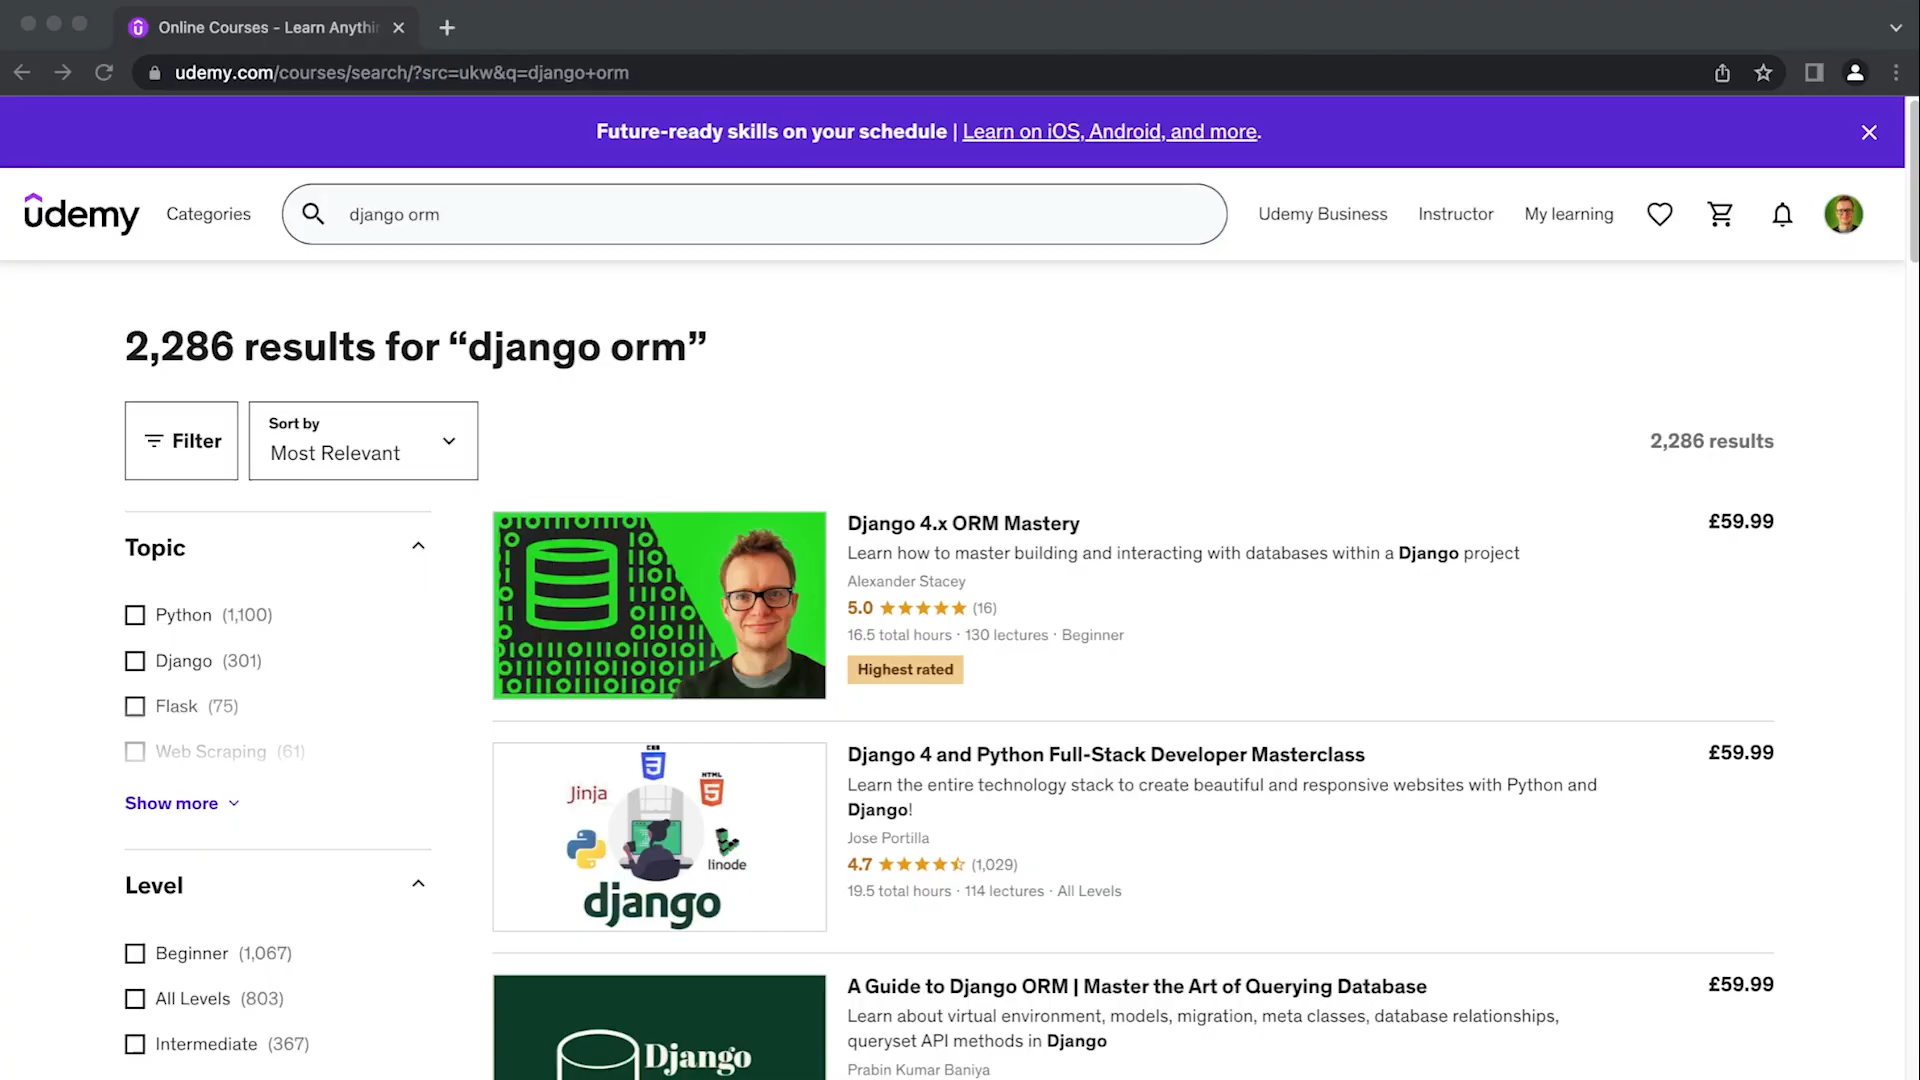 Online Courses - Learn Anythin
udemy.com/courses/search/?src=ukw&q=django+orm
Future-ready skills on your schedule | Learn on iOS, Android, and more.
udemy
Categories
django orm
Udemy Business
Instructor
My learning
2,286 results for “django orm”
Filter
Sort by
Most Relevant
2,286 results
Topic
Python (1,100)
Django (301)
Flask (75)
Web Scraping (61)
Show more
Level
Beginner (1,067)
All Levels (803)
Intermediate (367)
Django 4.x ORM Mastery
£59.99
Learn how to master building and interacting with databases within a Django project
Alexander Stacey
5.0 (16)
16.5 total hours · 130 lectures · Beginner
Highest rated
CSS
3
HTML
5
Jinja
linode
django
Django 4 and Python Full-Stack Developer Masterclass
£59.99
Learn the entire technology stack to create beautiful and responsive websites with Python and
Django!
Jose Portilla
4.7 (1,029)
19.5 total hours · 114 lectures · All Levels
Django
A Guide to Django ORM | Master the Art of Querying Database
£59.99
Learn about virtual environment, models, migration, meta classes, database relationships,
queryset API methods in Django
Prabin Kumar Baniya